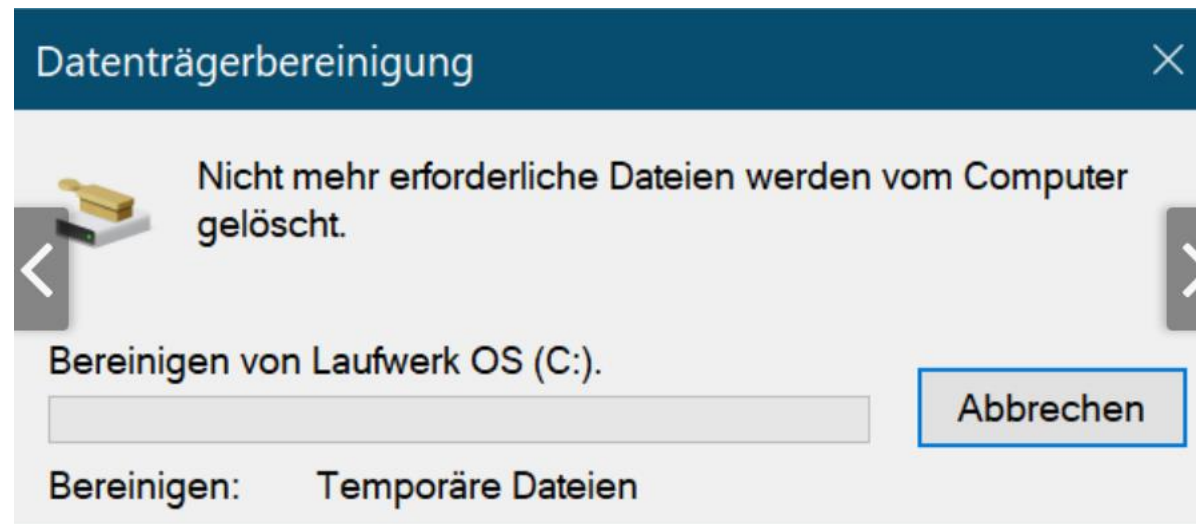 Datenträgerbereinigung
Nicht mehr erforderliche Dateien werden vom Computer
gelöscht.
Bereinigen von Laufwerk OS (C:).
Abbrechen
Bereinigen: Temporäre Dateien